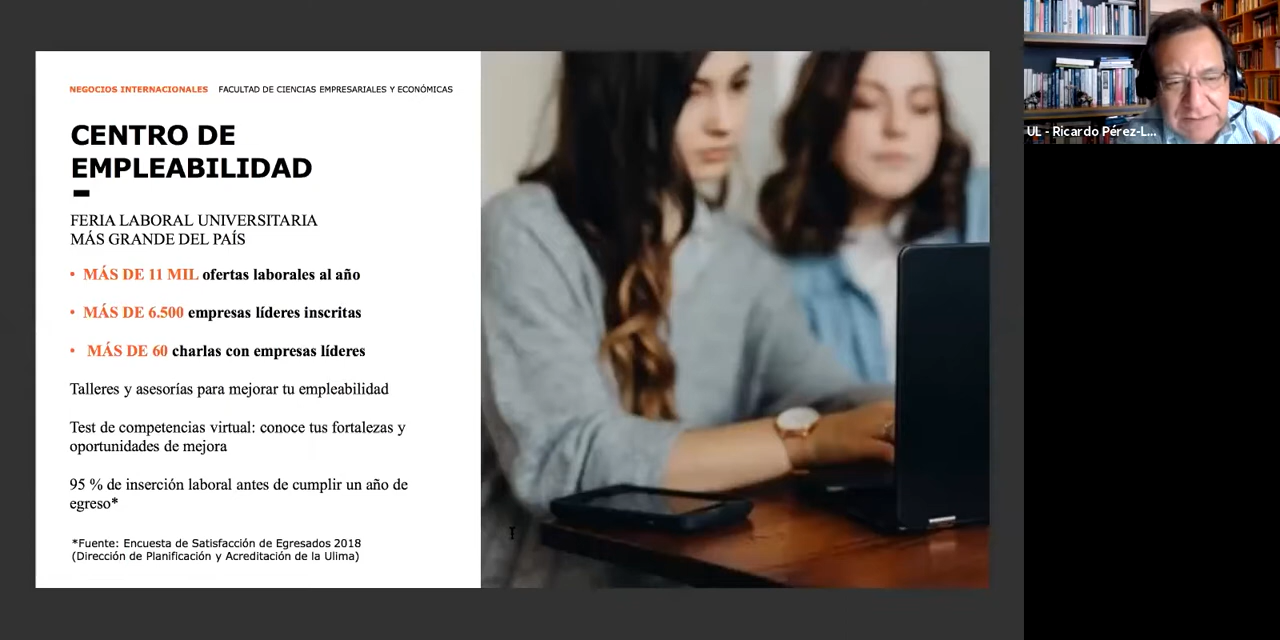 NEGOCIOS INTERNACIONALES FACULTAD DE CIENCIAS EMPRESARIALES Y ECONÓMICAS
CENTRO DE
EMPLEABILIDAD
FERIA LABORAL UNIVERSITARIA
MÁS GRANDE DEL PAÍS
• MÁS DE 11 MIL ofertas laborales al año
• MÁS DE 6.500 empresas líderes inscritas
• MÁS DE 60 charlas con empresas líderes
Talleres y asesorías para mejorar tu empleabilidad
Test de competencias virtual: conoce tus fortalezas y
oportunidades de mejora
95 % de inserción laboral antes de cumplir un año de
egreso*
*Fuente: Encuesta de Satisfacción de Egresados 2018
(Dirección de Planificación y Acreditación de la Ulima)
UL - Ricardo Pérez-L...